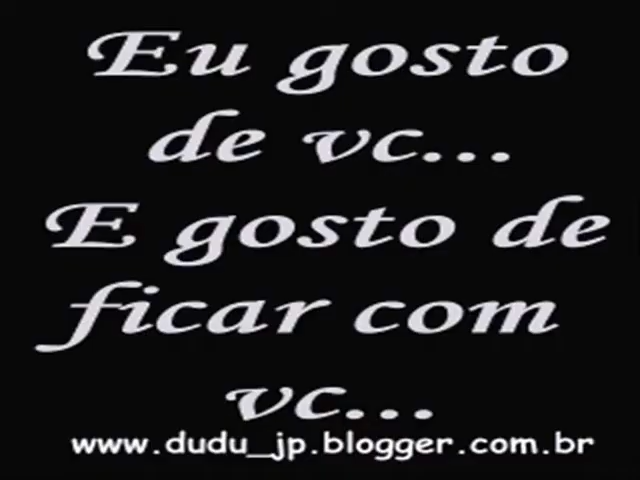 Eu gosto
de vc...
E gosto de
ficar com
vc...
www.dudu_jp.blogger.com.br